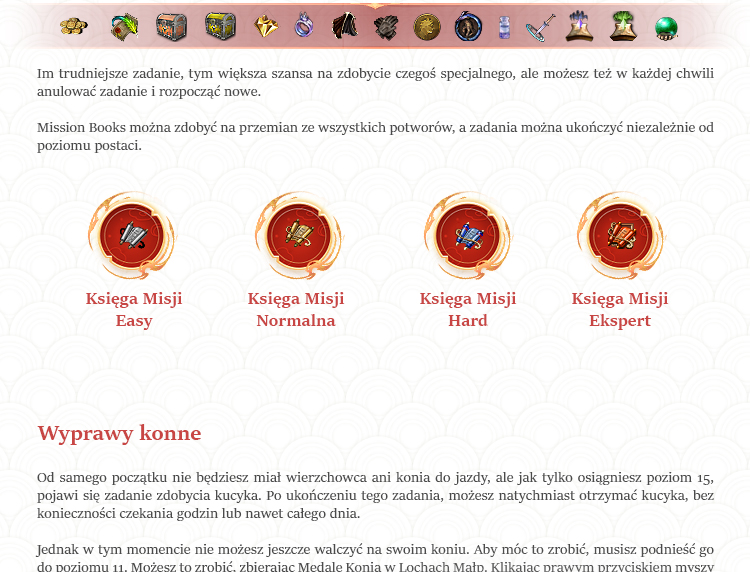 Im trudniejsze zadanie, tym większa szansa na zdobycie czegoś specjalnego, ale możesz też w każdej chwili
anulować zadanie i rozpocząć nowe.
Mission Books można zdobyć na przemian ze wszystkich potworów, a zadania można ukończyć niezależnie od
poziomu postaci.
Księga Misji
Easy
Księga Misji
Normalna
Księga Misji
Hard
Księga Misji
Ekspert
Wyprawy konne
Od samego początku nie będziesz miał wierzchowca ani konia do jazdy, ale jak tylko osiągniesz poziom 15,
pojawi się zadanie zdobycia kucyka. Po ukończeniu tego zadania, możesz natychmiast otrzymać kucyka, bez
konieczności czekania godzin lub nawet całego dnia.
Jednak w tym momencie nie możesz jeszcze walczyć na swoim koniu. Aby móc to zrobić, musisz podnieść go
do poziomu 11. Możesz to zrobić, zbierając Medale Konia w Lochach Małp. Klikając prawym przyciskiem myszy